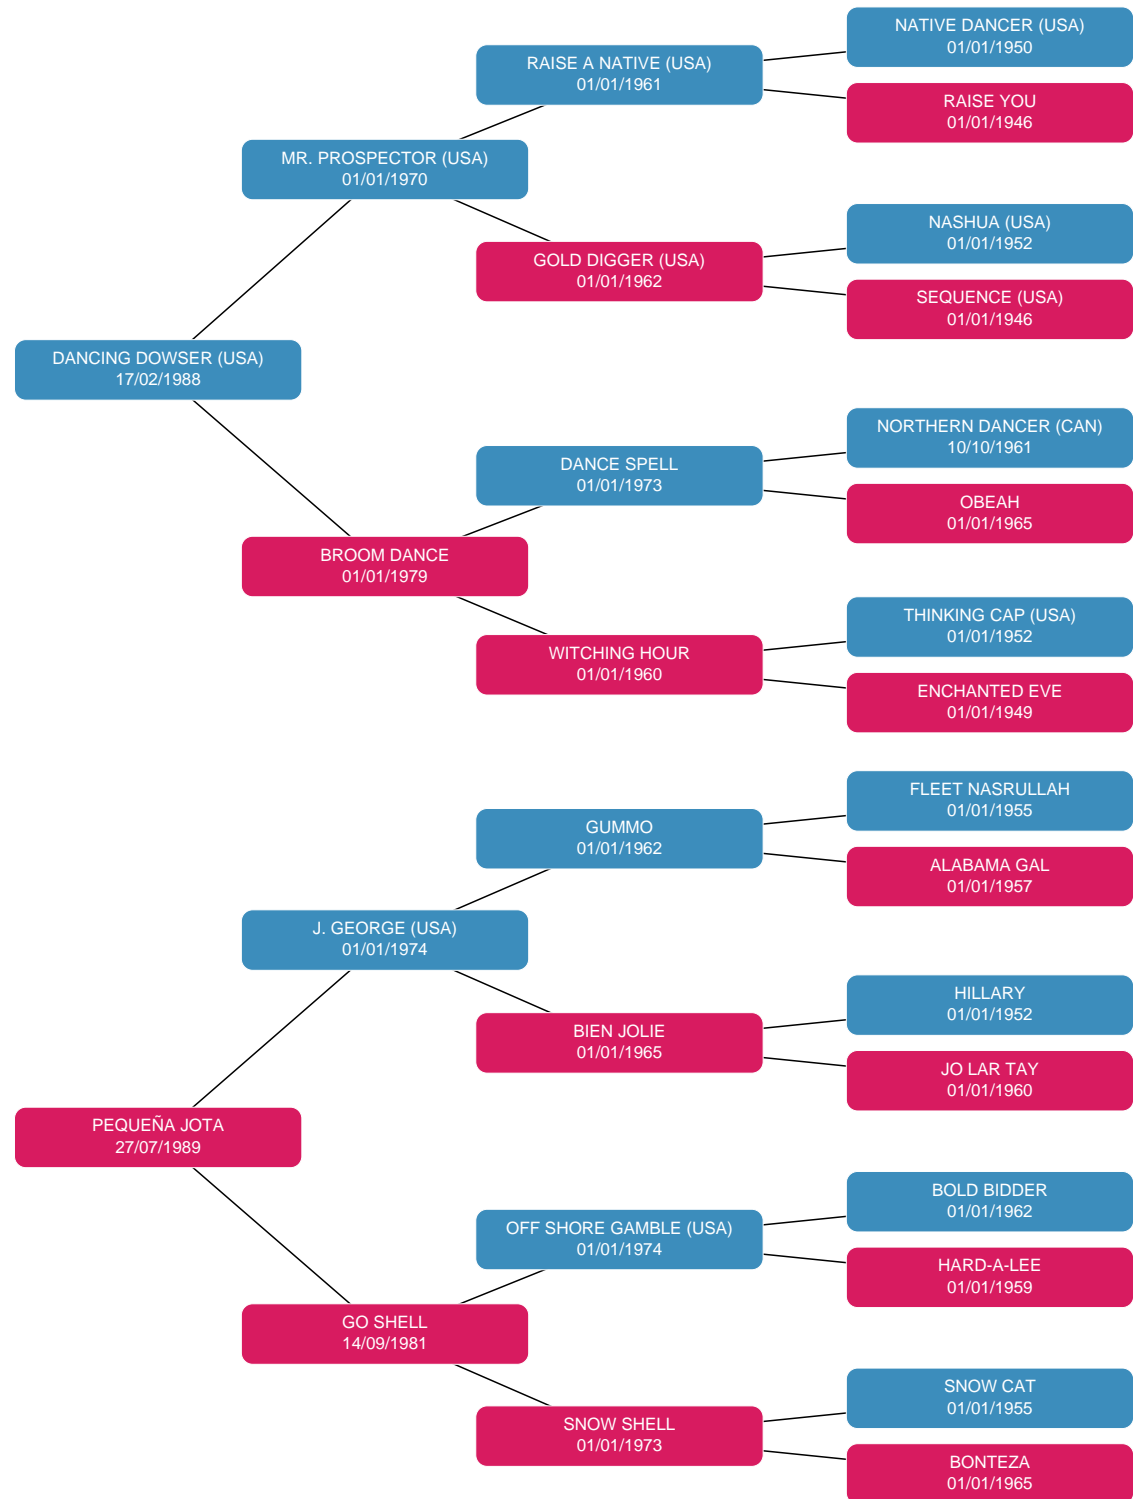 NATIVE DANCER (USA)
01/01/1950
RAISE A NATIVE (USA)
01/01/1961
RAISE YOU
01/01/1946
MR. PROSPECTOR (USA)
01/01/1970
NASHUA (USA)
01/01/1952
GOLD DIGGER (USA)
01/01/1962
SEQUENCE (USA)
01/01/1946
DANCING DOWSER (USA)
17/02/1988
NORTHERN DANCER (CAN)
10/10/1961
DANCE SPELL
01/01/1973
OBEAH
01/01/1965
BROOM DANCE
01/01/1979
THINKING CAP (USA)
01/01/1952
WITCHING HOUR
01/01/1960
ENCHANTED EVE
01/01/1949
FLEET NASRULLAH
01/01/1955
GUMMO
01/01/1962
ALABAMA GAL
01/01/1957
J. GEORGE (USA)
01/01/1974
HILLARY
01/01/1952
BIEN JOLIE
01/01/1965
JO LAR TAY
01/01/1960
PEQUEÑA JOTA
27/07/1989
BOLD BIDDER
01/01/1962
OFF SHORE GAMBLE (USA)
01/01/1974
HARD-A-LEE
01/01/1959
GO SHELL
14/09/1981
SNOW CAT
01/01/1955
SNOW SHELL
01/01/1973
BONTEZA
01/01/1965